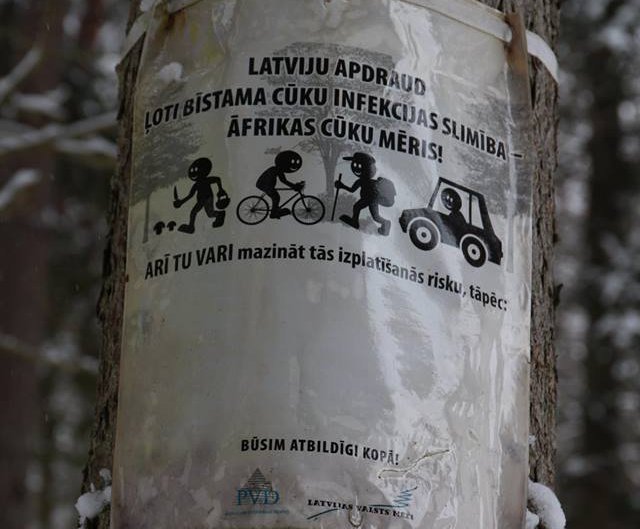 LATVIJU APDRAUD
ĻOTI BĪSTAMA CŪKU INFEKCIJAS SLIMĪBA –
ĀFRIKAS CŪKU MĒRIS!
ARĪ TU VARI mazināt tās izplatīšanās risku, tāpēc:
BŪSIM ATBILDĪGI KOPĀ!
PVD
LATVIJAS VALSTS MEŽI